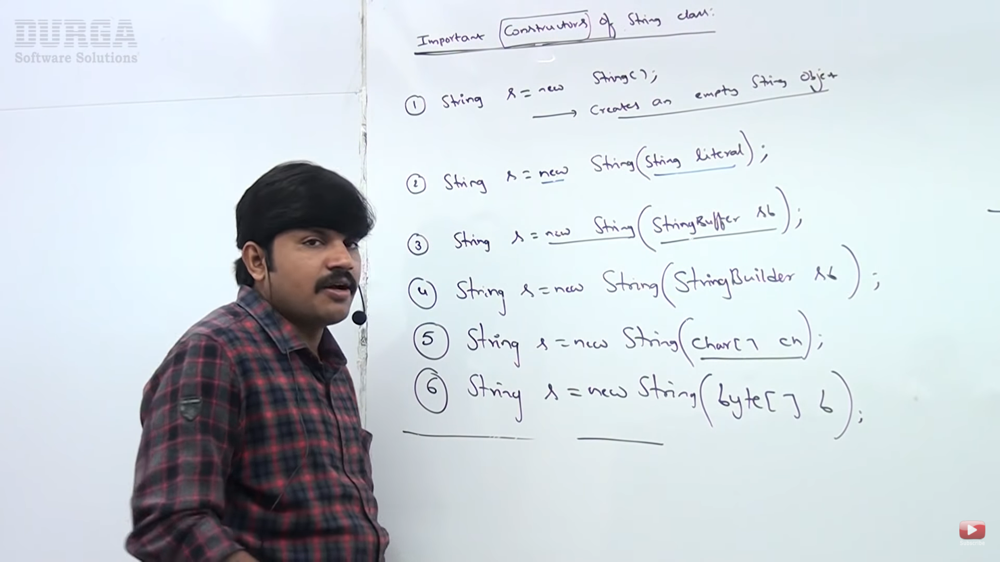 DURGA
Software Solutions
Important Constructors of String class:
① String s = new String();
→ Creates an empty String Object
② String s = new String(String literal);
③ String s = new String(StringBuffer sb);
④ String s = new String(StringBuilder sb);
⑤ String s = new String(char[] ch);
⑥ String s = new String(byte[] b);
Subscribe